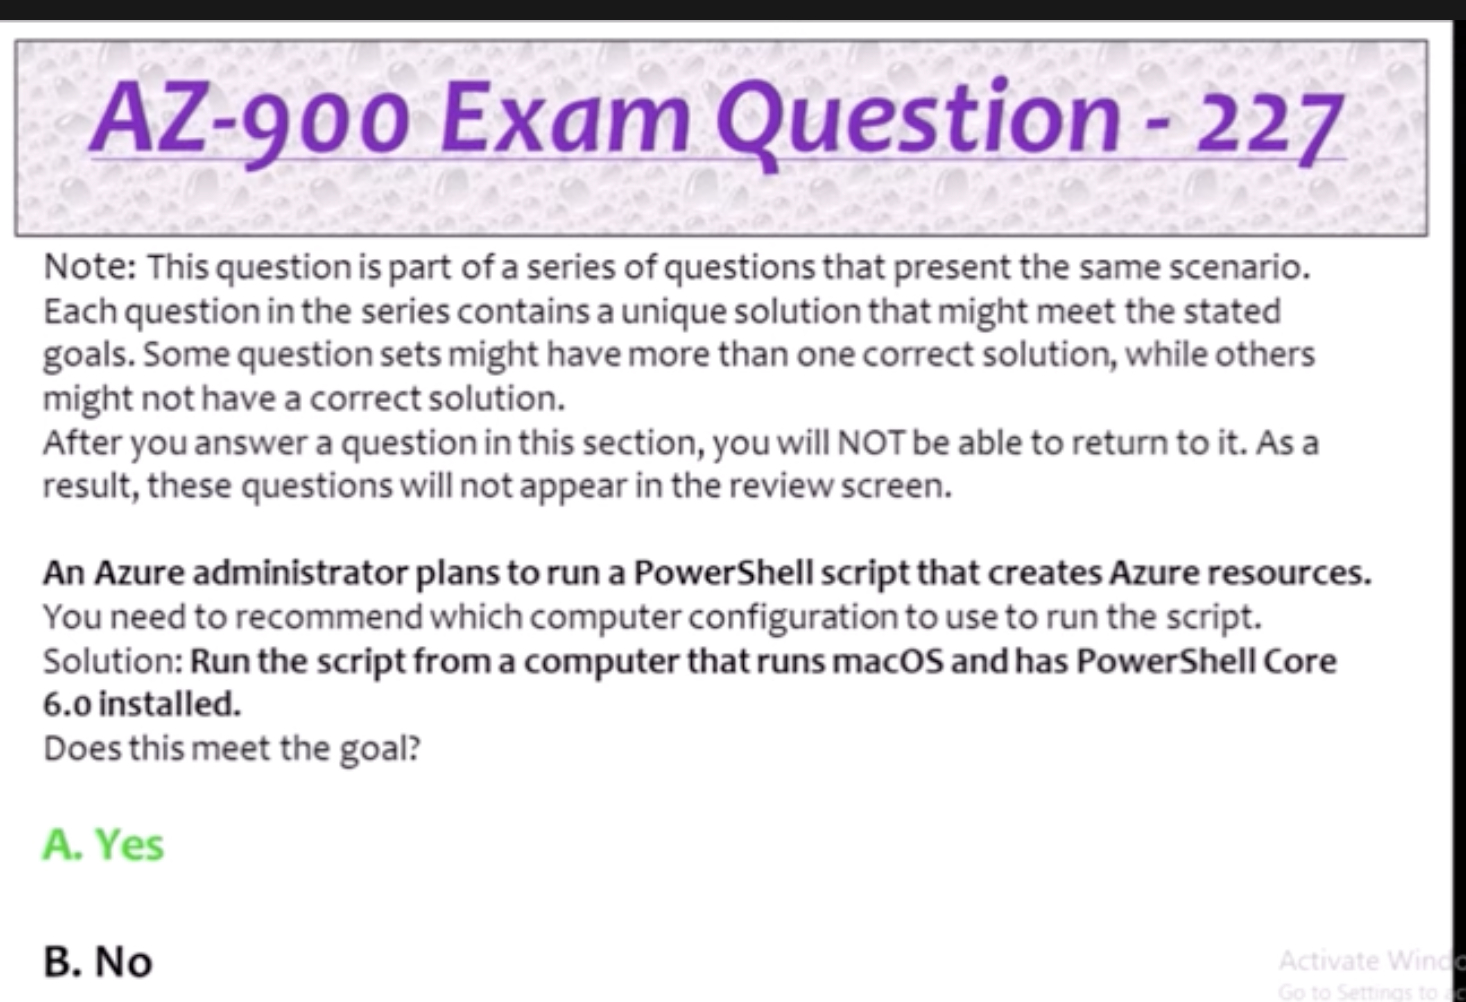 AZ-900 Exam Question - 227
Note: This question is part of a series of questions that present the same scenario.
Each question in the series contains a unique solution that might meet the stated
goals. Some question sets might have more than one correct solution, while others
might not have a correct solution.
After you answer a question in this section, you will NOT be able to return to it. As a
result, these questions will not appear in the review screen.
An Azure administrator plans to run a PowerShell script that creates Azure resources.
You need to recommend which computer configuration to use to run the script.
Solution: Run the script from a computer that runs macOS and has PowerShell Core
6.0 installed.
Does this meet the goal?
A. Yes
B. No
Activate Windo
Go to Settings to ac